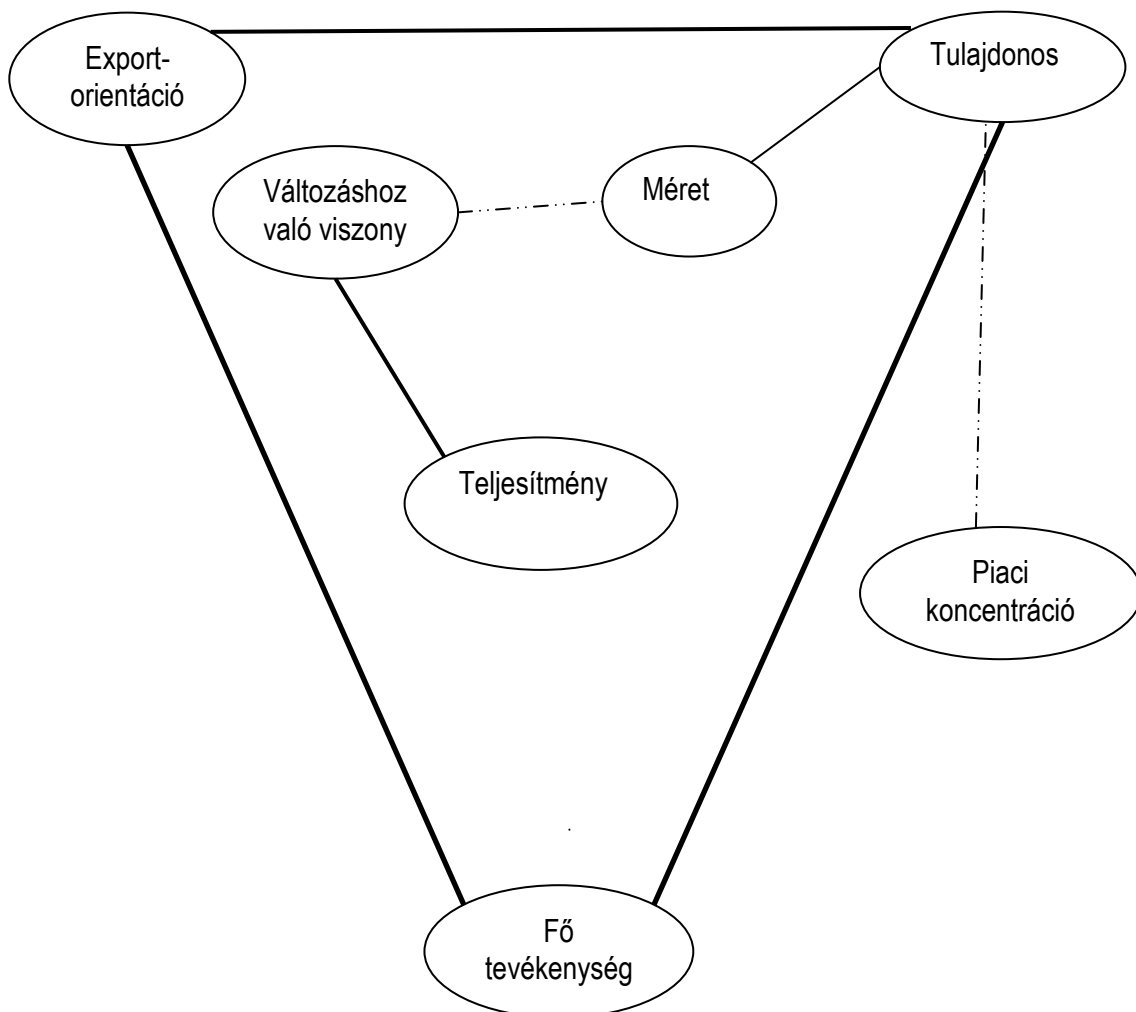 Export-
orientáció
Tulajdonos
Változáshoz
való viszony
Méret
Teljesítmény
Piaci
koncentráció
Fő
tevékenység